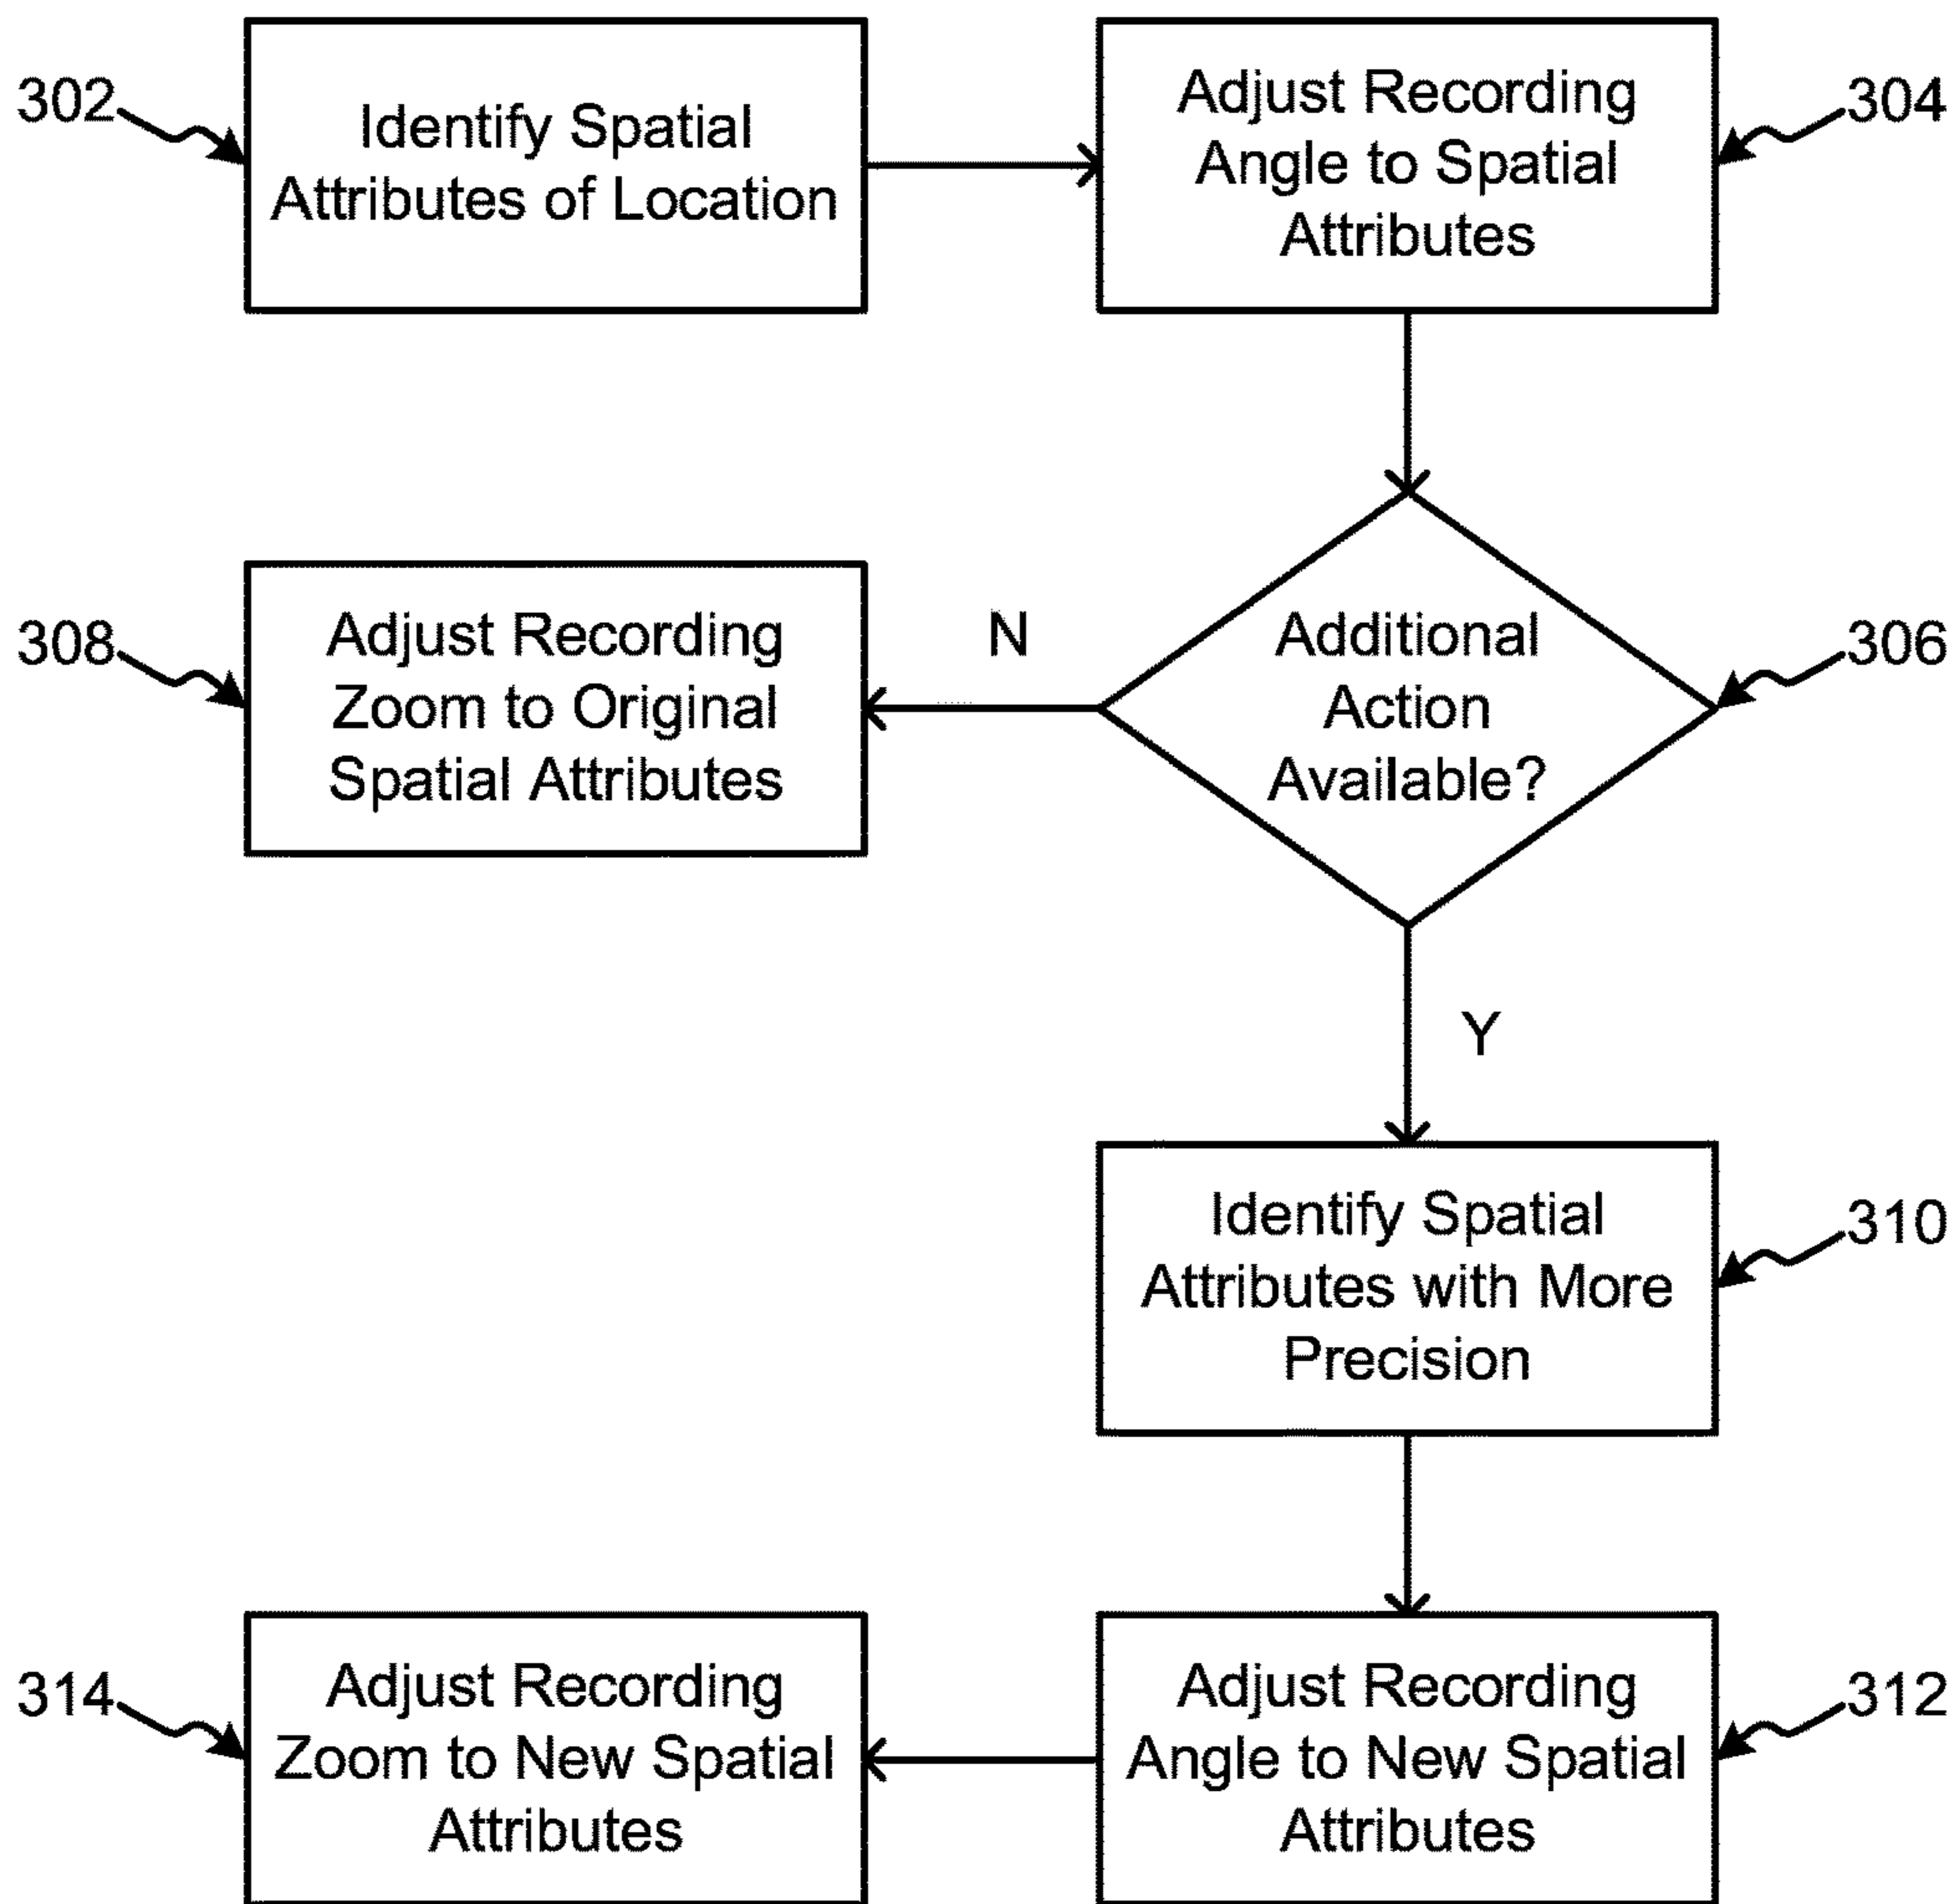 302
Identify Spatial
Attributes of Location
Adjust Recording
Angle to Spatial
Attributes
304
308
Adjust Recording
Zoom to Original
Spatial Attributes
N
Additional
Action
Available?
306
Y
Identify Spatial
Attributes with More
Precision
310
314
Adjust Recording
Zoom to New Spatial
Attributes
Adjust Recording
Angle to New Spatial
Attributes
312